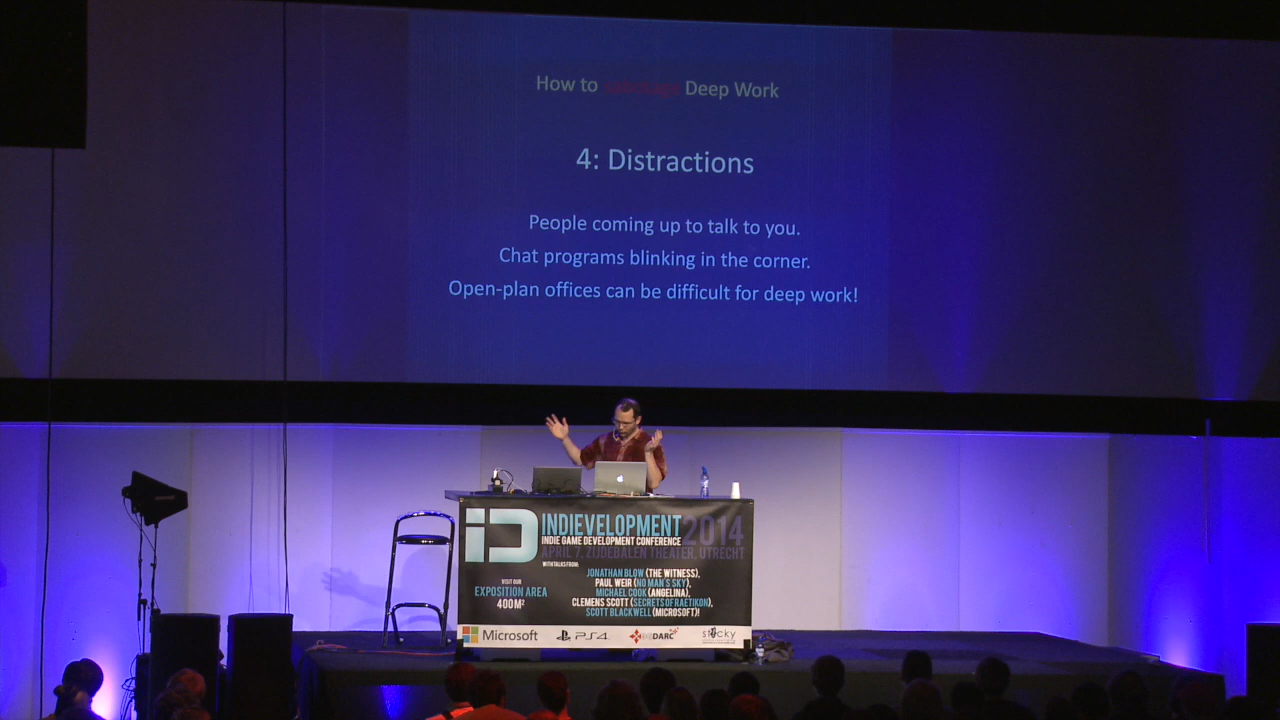 How to sabotage Deep Work
4: Distractions
People coming up to talk to you.
Chat programs blinking in the corner.
Open-plan offices can be difficult for deep work!
iD INDIEVELOPMENT 2014
INDIE GAME DEVELOPMENT CONFERENCE
APRIL 7, ZIJDEBALEN THEATER, UTRECHT
WITH TALKS FROM:
JONATHAN BLOW (THE WITNESS),
PAUL WEIR (NO MAN'S SKY),
MICHAEL COOK (ANGELINA),
CLEMENS SCOTT (SECRETS OF RAETIKON),
SCOTT BLACKWELL (MICROSOFT)!
VISIT OUR
EXPOSITION AREA
400M²
Microsoft PS4